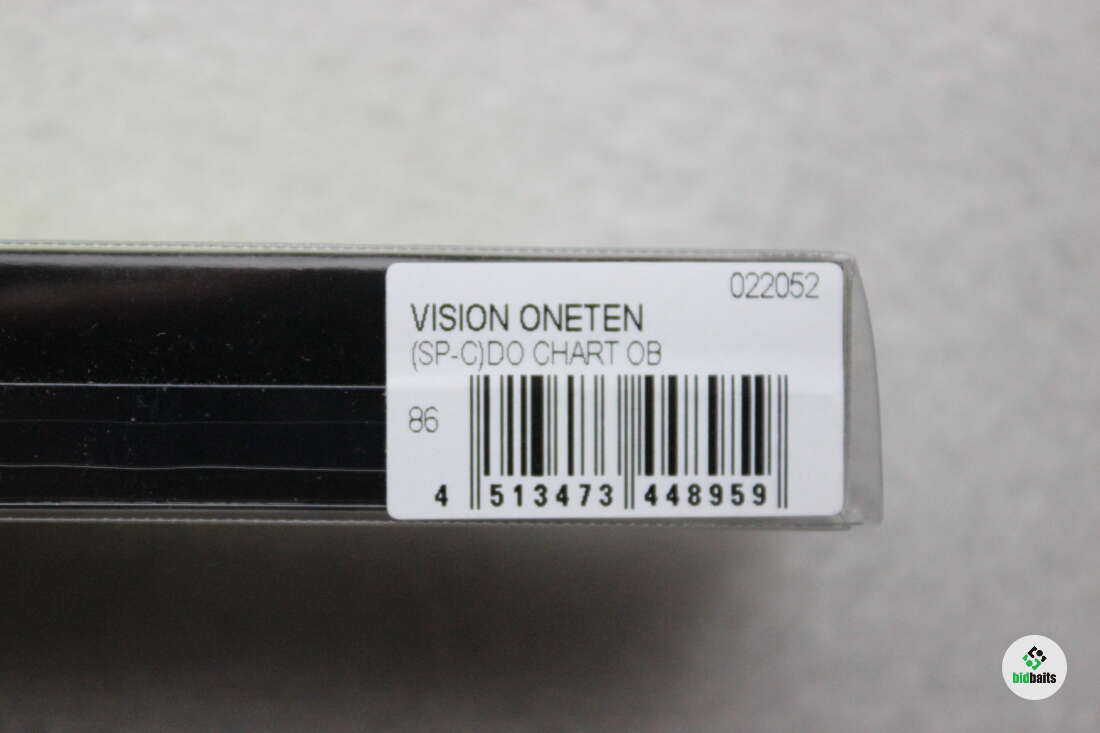 022052
VISION ONETEN
(SP-C)DO CHART OB
86
4 513473 448959
bidbaits